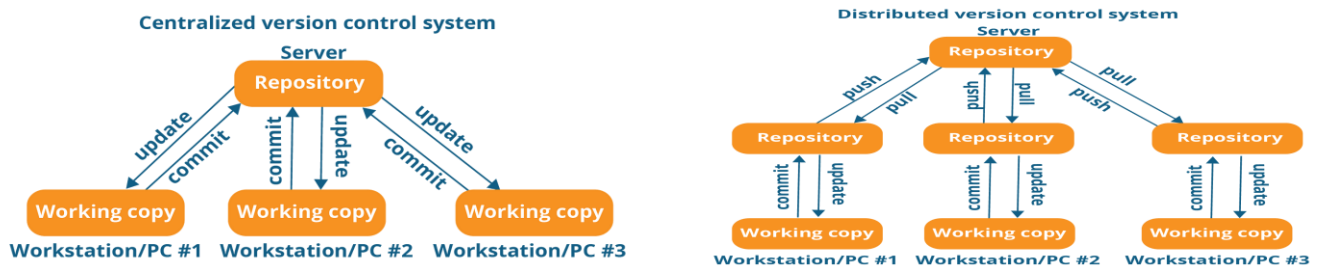 Centralized version control system
Server
Repository
update
commit
commit
update
update
commit
Working copy
Working copy
Working copy
Workstation/PC #1
Workstation/PC #2
Workstation/PC #3
Distributed version control system
Server
Repository
push
pull
push
pull
pull
push
Repository
Repository
Repository
commit
update
commit
update
commit
update
Working copy
Working copy
Working copy
Workstation/PC #1
Workstation/PC #2
Workstation/PC #3